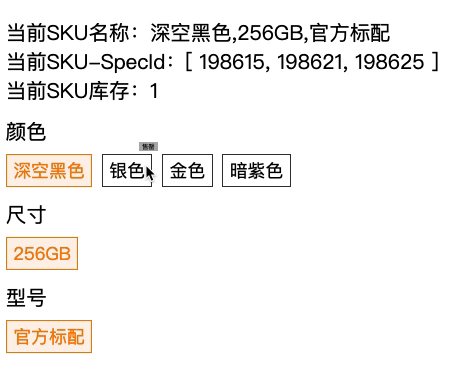 当前SKU名称：深空黑色,256GB,官方标配
当前SKU-SpecId：[ 198615, 198621, 198625 ]
当前SKU库存：1
颜色
售罄
深空黑色 银色 金色 暗紫色
尺寸
256GB
型号
官方标配